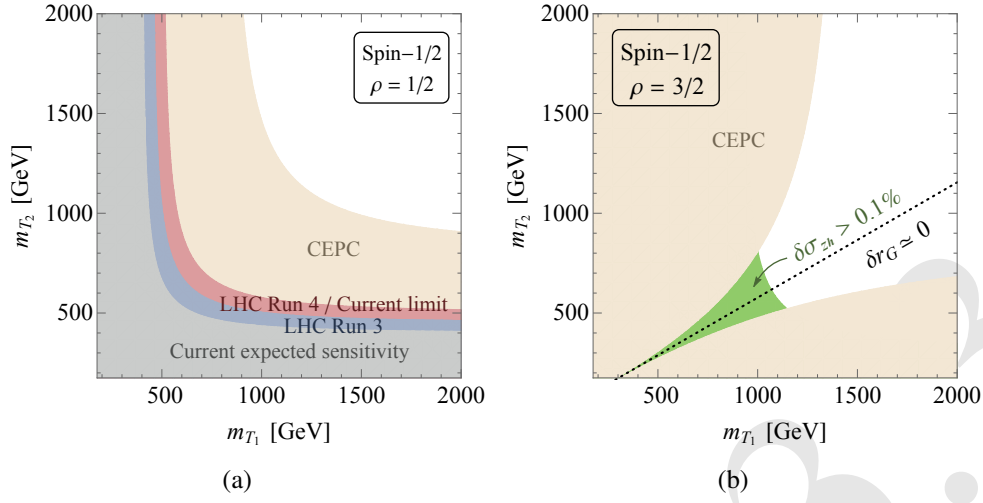 2000
1500
1000
500
m_{T_2} [GeV]
Spin−1/2
ρ = 1/2
CEPC
LHC Run 4 / Current limit
LHC Run 3
Current expected sensitivity
500
1000
1500
2000
m_{T_1} [GeV]
(a)
2000
1500
1000
500
m_{T_2} [GeV]
Spin−1/2
ρ = 3/2
CEPC
δσ_{zh} > 0.1%
δr_G ≃ 0
500
1000
1500
2000
m_{T_1} [GeV]
(b)